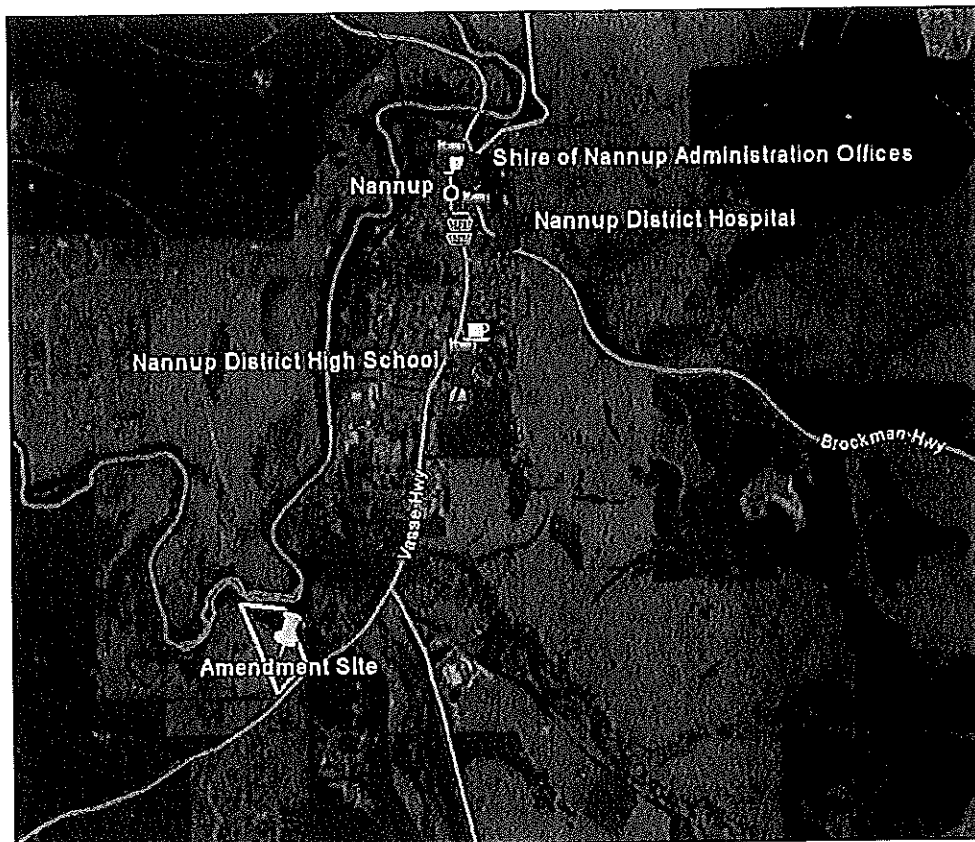 Shire of Nannup Administration Offices
Nannup
Nannup District Hospital
Nannup District High School
Brockman Hwy
Vasse Hwy
Amendment Site